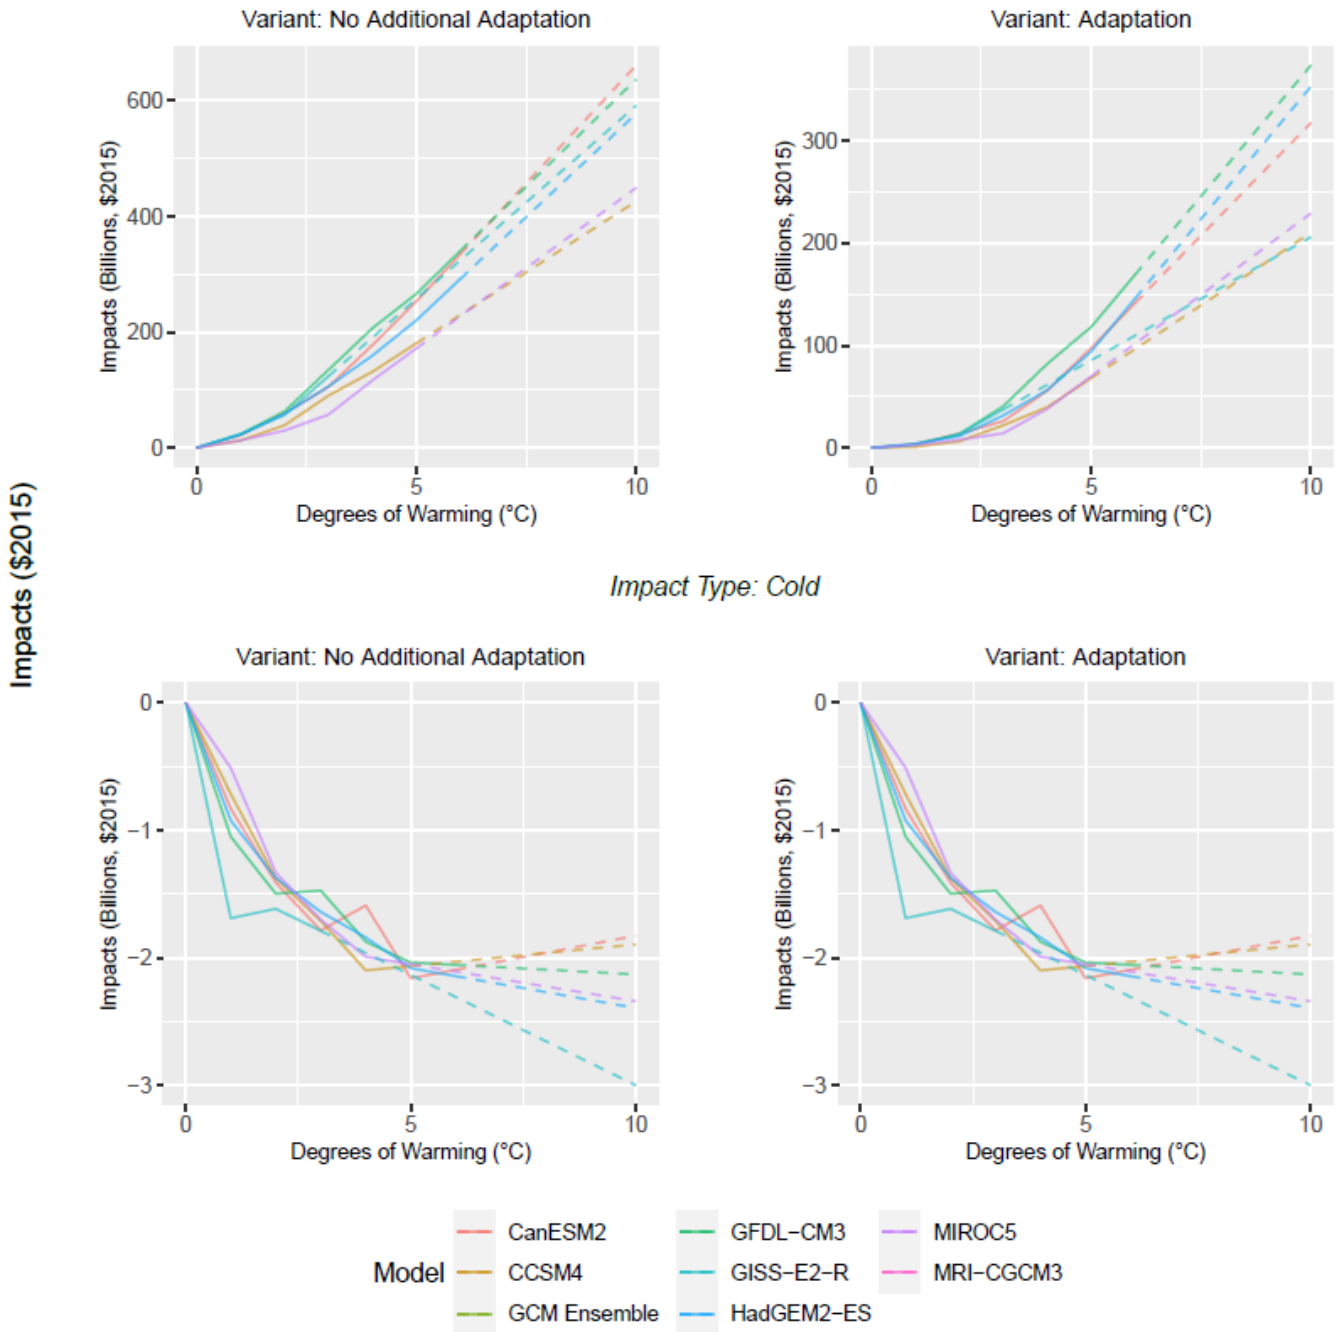 Variant: No Additional Adaptation
Variant: Adaptation
Impacts (Billions, $2015)
600
400
200
0
0 5 10
Degrees of Warming (°C)
Impacts (Billions, $2015)
300
200
100
0
0 5 10
Degrees of Warming (°C)
Impacts ($2015)
Impact Type: Cold
Variant: No Additional Adaptation
Variant: Adaptation
Impacts (Billions, $2015)
0
−1
−2
−3
0 5 10
Degrees of Warming (°C)
Impacts (Billions, $2015)
0
−1
−2
−3
0 5 10
Degrees of Warming (°C)
Model
CanESM2
CCSM4
GCM Ensemble
GFDL−CM3
GISS−E2−R
HadGEM2−ES
MIROC5
MRI−CGCM3